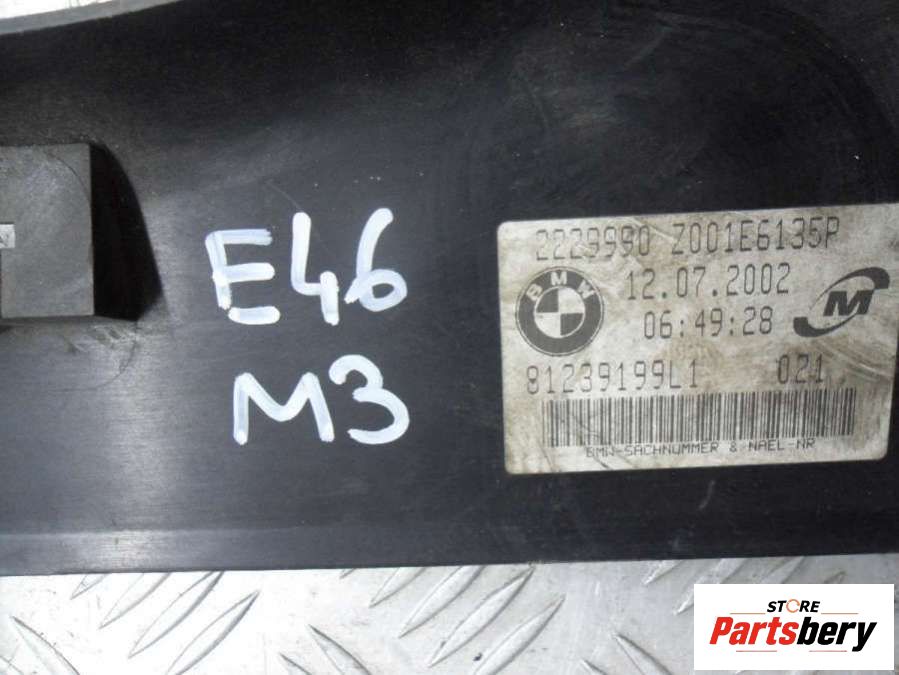 E46
M3
2229990 Z001E6135P
BMW
12.07.2002
06:49:28
M
81239199L1 021
BMW-SACHNUMMER & NAEL-NR
STORE
Partsbery